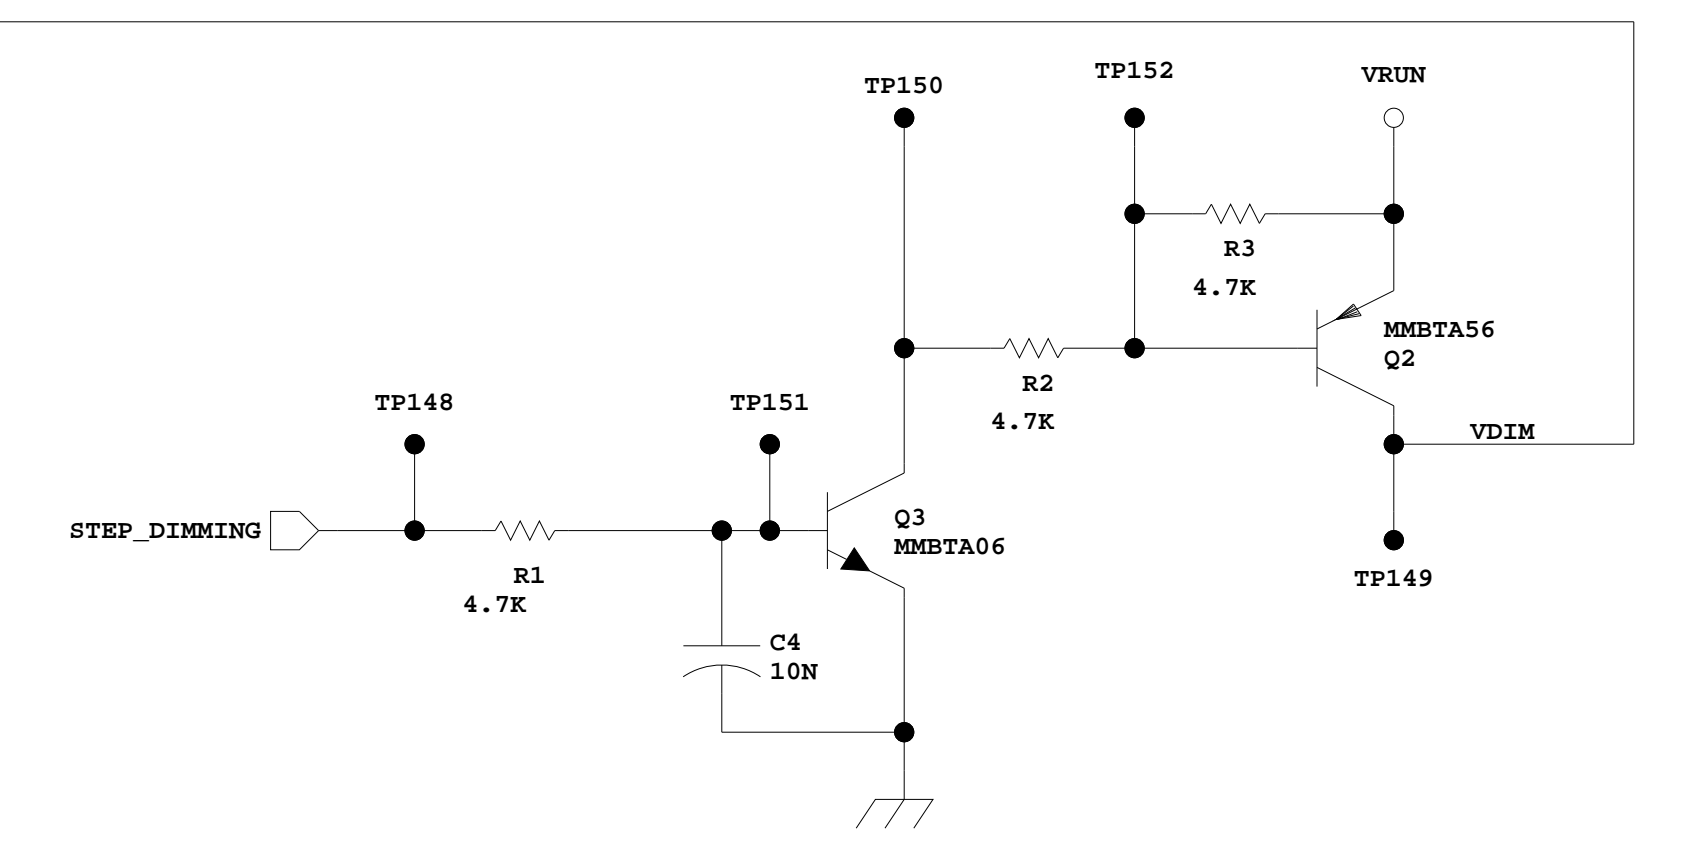 TP152
VRUN
TP150
R3
4.7K
MMBTA56
Q2
R2
4.7K
TP148
TP151
VDIM
Q3
MMBTA06
STEP_DIMMING
R1
4.7K
TP149
C4
10N